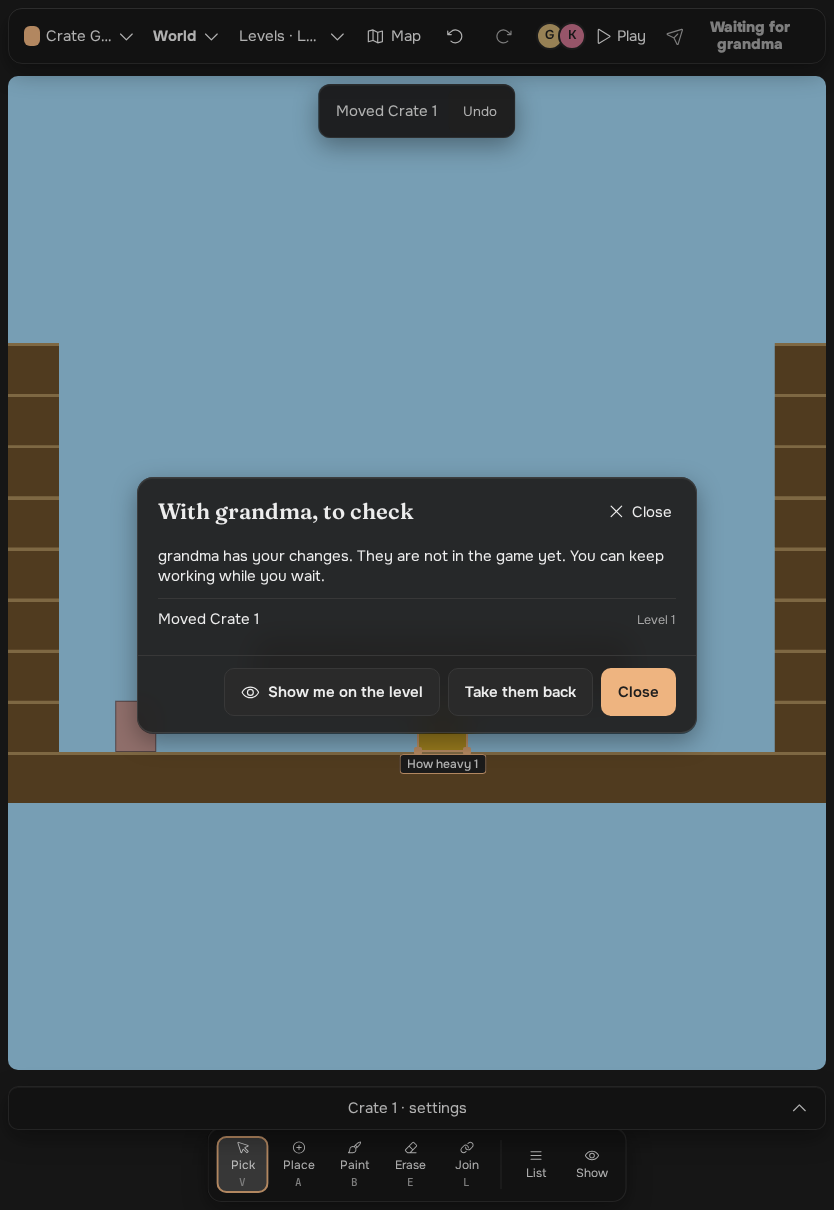 Crate G...
World
Levels · L...
Map
G
K
Play
Waiting for
grandma
Moved Crate 1
Undo
With grandma, to check
Close
grandma has your changes. They are not in the game yet. You can keep
working while you wait.
Moved Crate 1
Level 1
Show me on the level
Take them back
Close
How heavy 1
Crate 1 · settings
Pick
V
Place
A
Paint
B
Erase
E
Join
L
List
Show